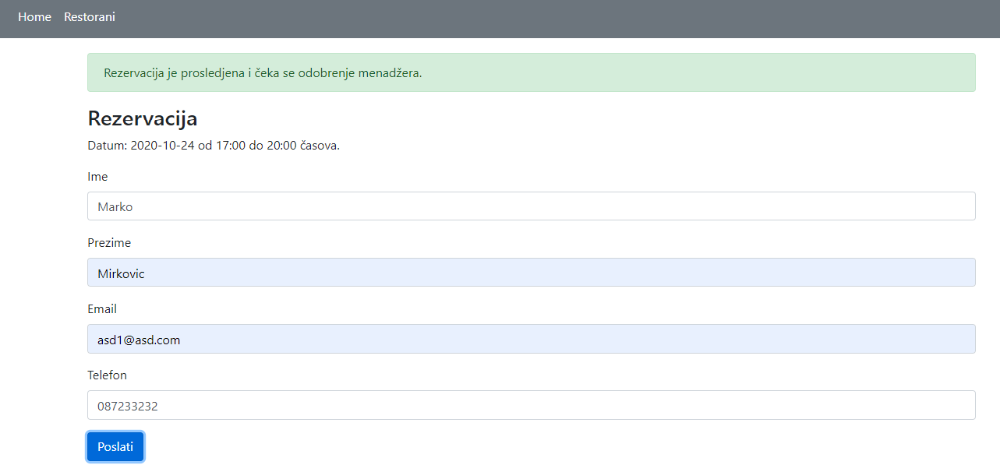 Home Restorani
Rezervacija je prosledjena i čeka se odobrenje menadžera.
Rezervacija
Datum: 2020-10-24 od 17:00 do 20:00 časova.
Ime
Marko
Prezime
Mirkovic
Email
asd1@asd.com
Telefon
087233232
Poslati